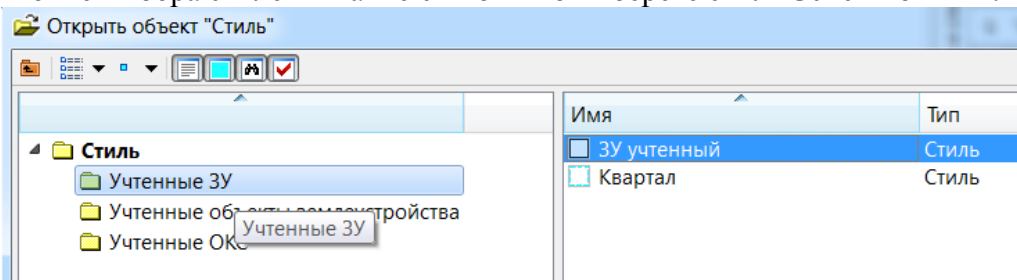 Открыть объект "Стиль"
Имя Тип
Стиль
Учтенные ЗУ
Учтенные объекты землеустройства
Учтенные ОКС
Учтенные ЗУ
ЗУ учтенный Стиль
Квартал Стиль